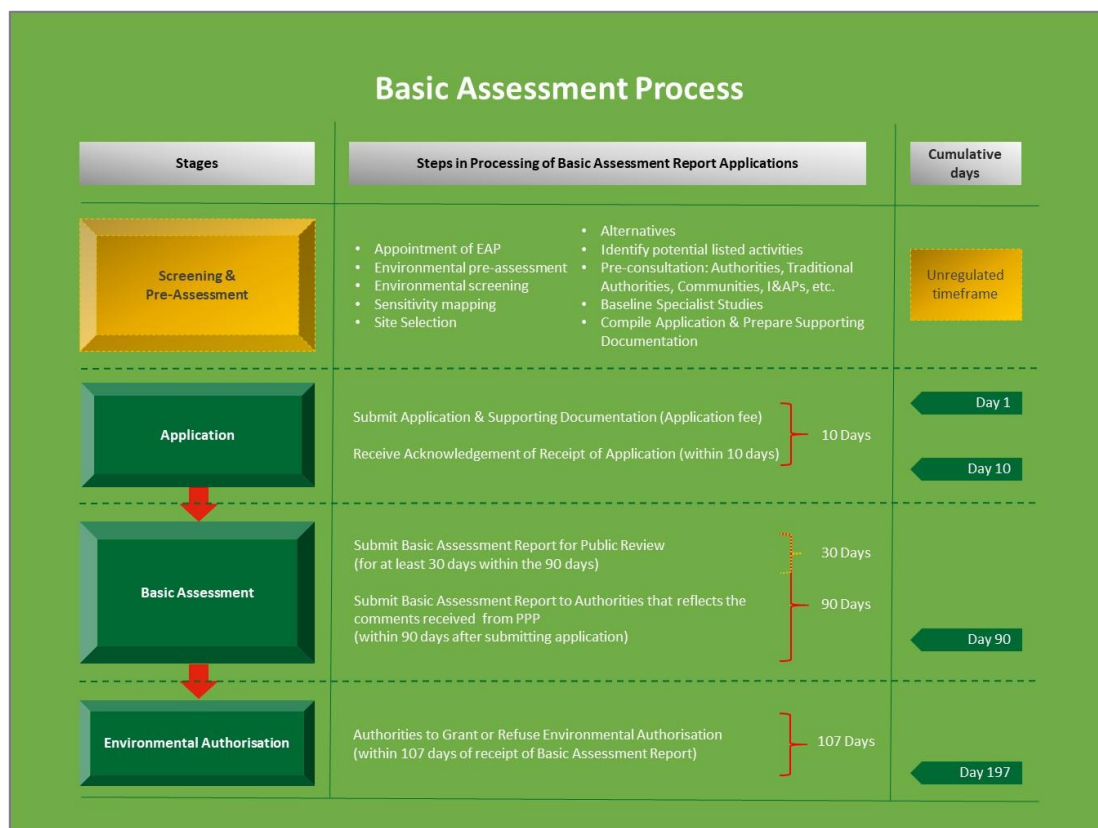 Basic Assessment Process
Stages
Steps in Processing of Basic Assessment Report Applications
Cumulative
days
Screening &
Pre-Assessment
• Appointment of EAP
• Environmental pre-assessment
• Environmental screening
• Sensitivity mapping
• Site Selection
• Alternatives
• Identify potential listed activities
• Pre-consultation: Authorities, Traditional
Authorities, Communities, I&APs, etc.
• Baseline Specialist Studies
• Compile Application & Prepare Supporting
Documentation
Unregulated
timeframe
Application
Submit Application & Supporting Documentation (Application fee)
Receive Acknowledgement of Receipt of Application (within 10 days)
10 Days
Day 1
Day 10
Basic Assessment
Submit Basic Assessment Report for Public Review
(for at least 30 days within the 90 days)
30 Days
Submit Basic Assessment Report to Authorities that reflects the
comments received from PPP
(within 90 days after submitting application)
90 Days
Day 90
Environmental Authorisation
Authorities to Grant or Refuse Environmental Authorisation
(within 107 days of receipt of Basic Assessment Report)
107 Days
Day 197